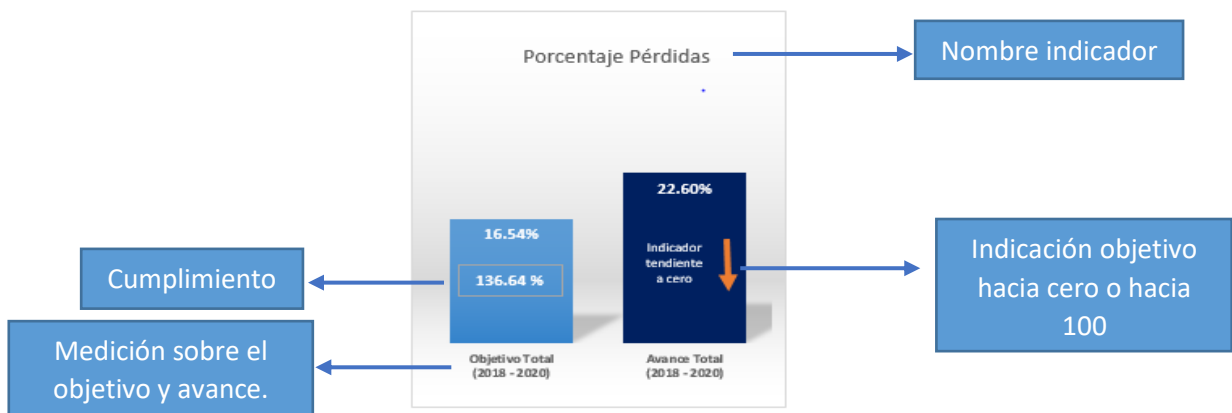 Porcentaje Pérdidas
Nombre indicador
22.60%
16.54%
Indicador
tendiente
a cero
136.64 %
Indicación objetivo
hacia cero o hacia
100
Cumplimiento
Medición sobre el
objetivo y avance.
Objetivo Total
(2018 - 2020)
Avance Total
(2018 - 2020)